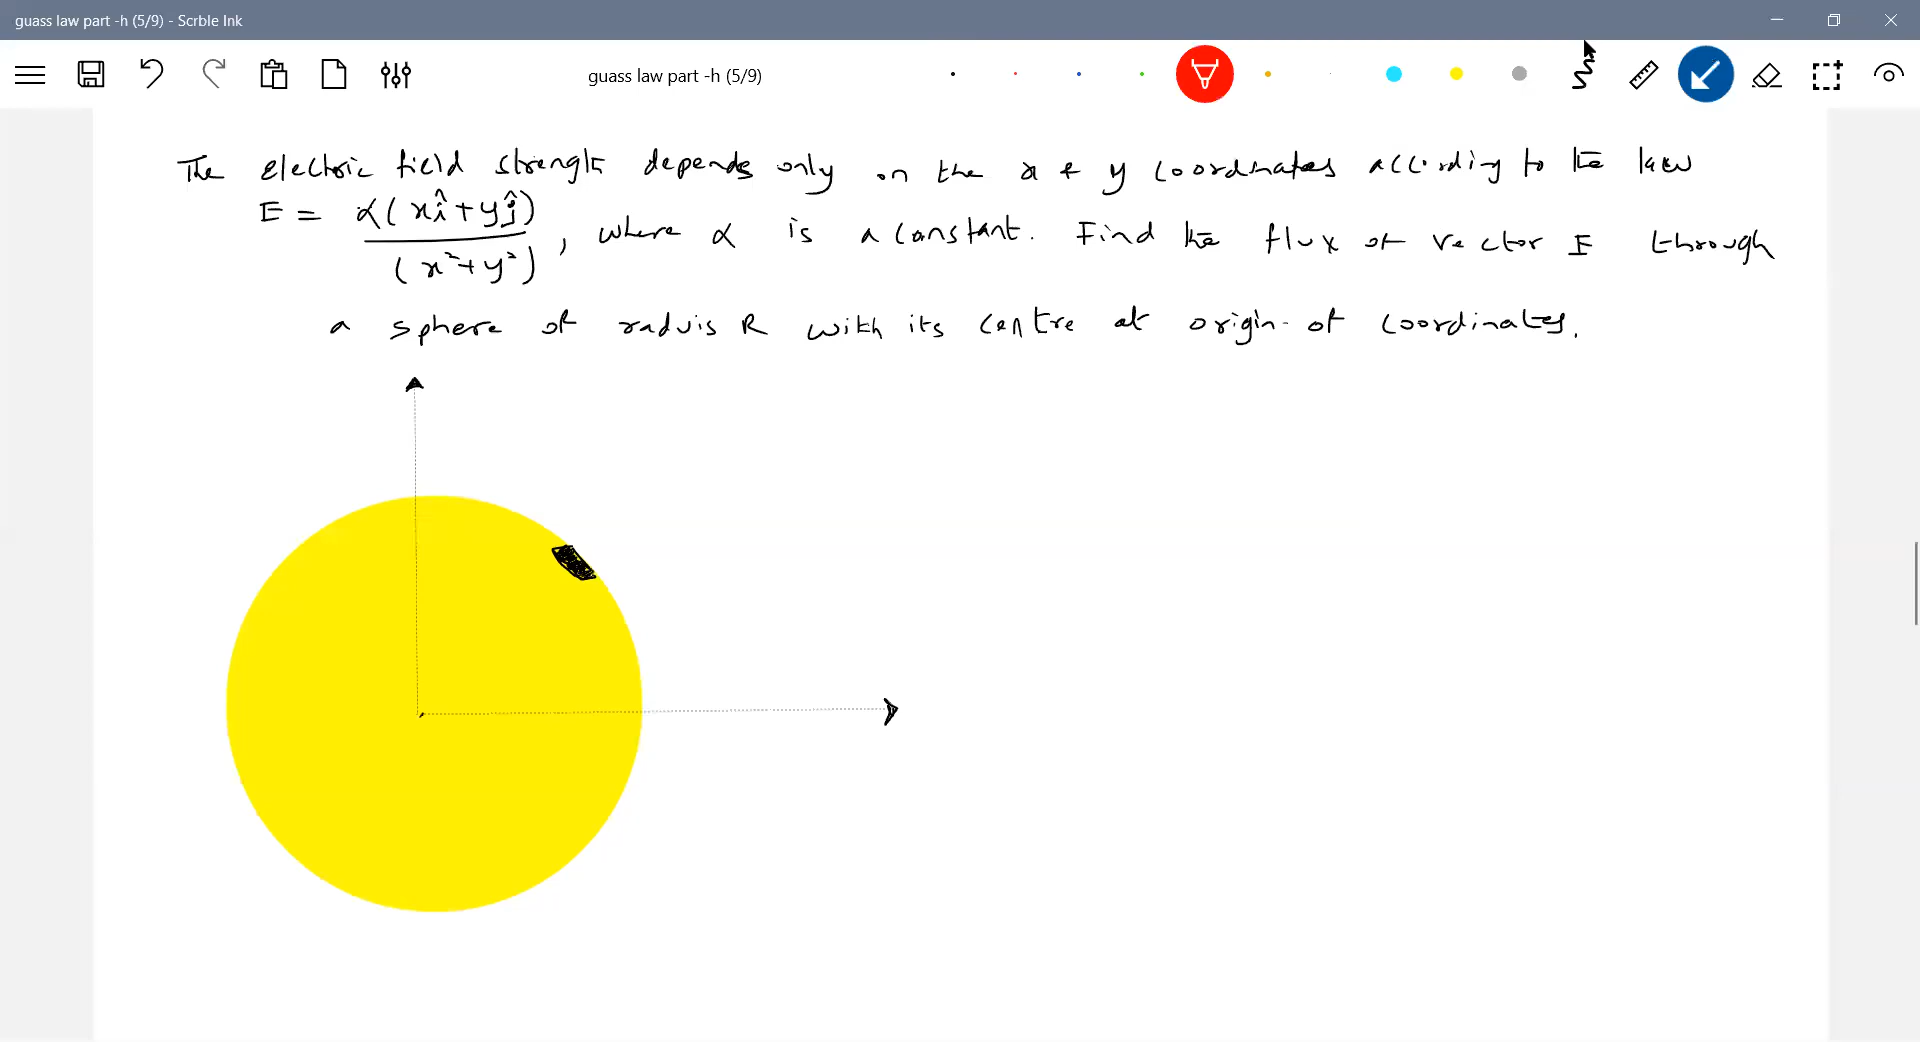 guass law part -h (5/9) - Scrble Ink
guass law part -h (5/9)
The electric field strength depends only on the x & y coordinates according to the law
E = α(xî+yĵ)/(x²+y²), where α is a constant. Find the flux of vector E through
a sphere of raduis R with its centre at origin of coordinates.